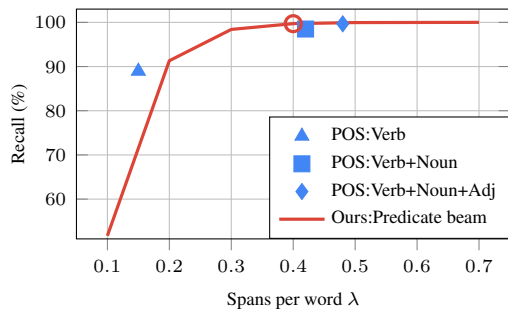 100
90
80
70
60
Recall (%)
POS:Verb
POS:Verb+Noun
POS:Verb+Noun+Adj
Ours:Predicate beam
0.1 0.2 0.3 0.4 0.5 0.6 0.7
Spans per word λ